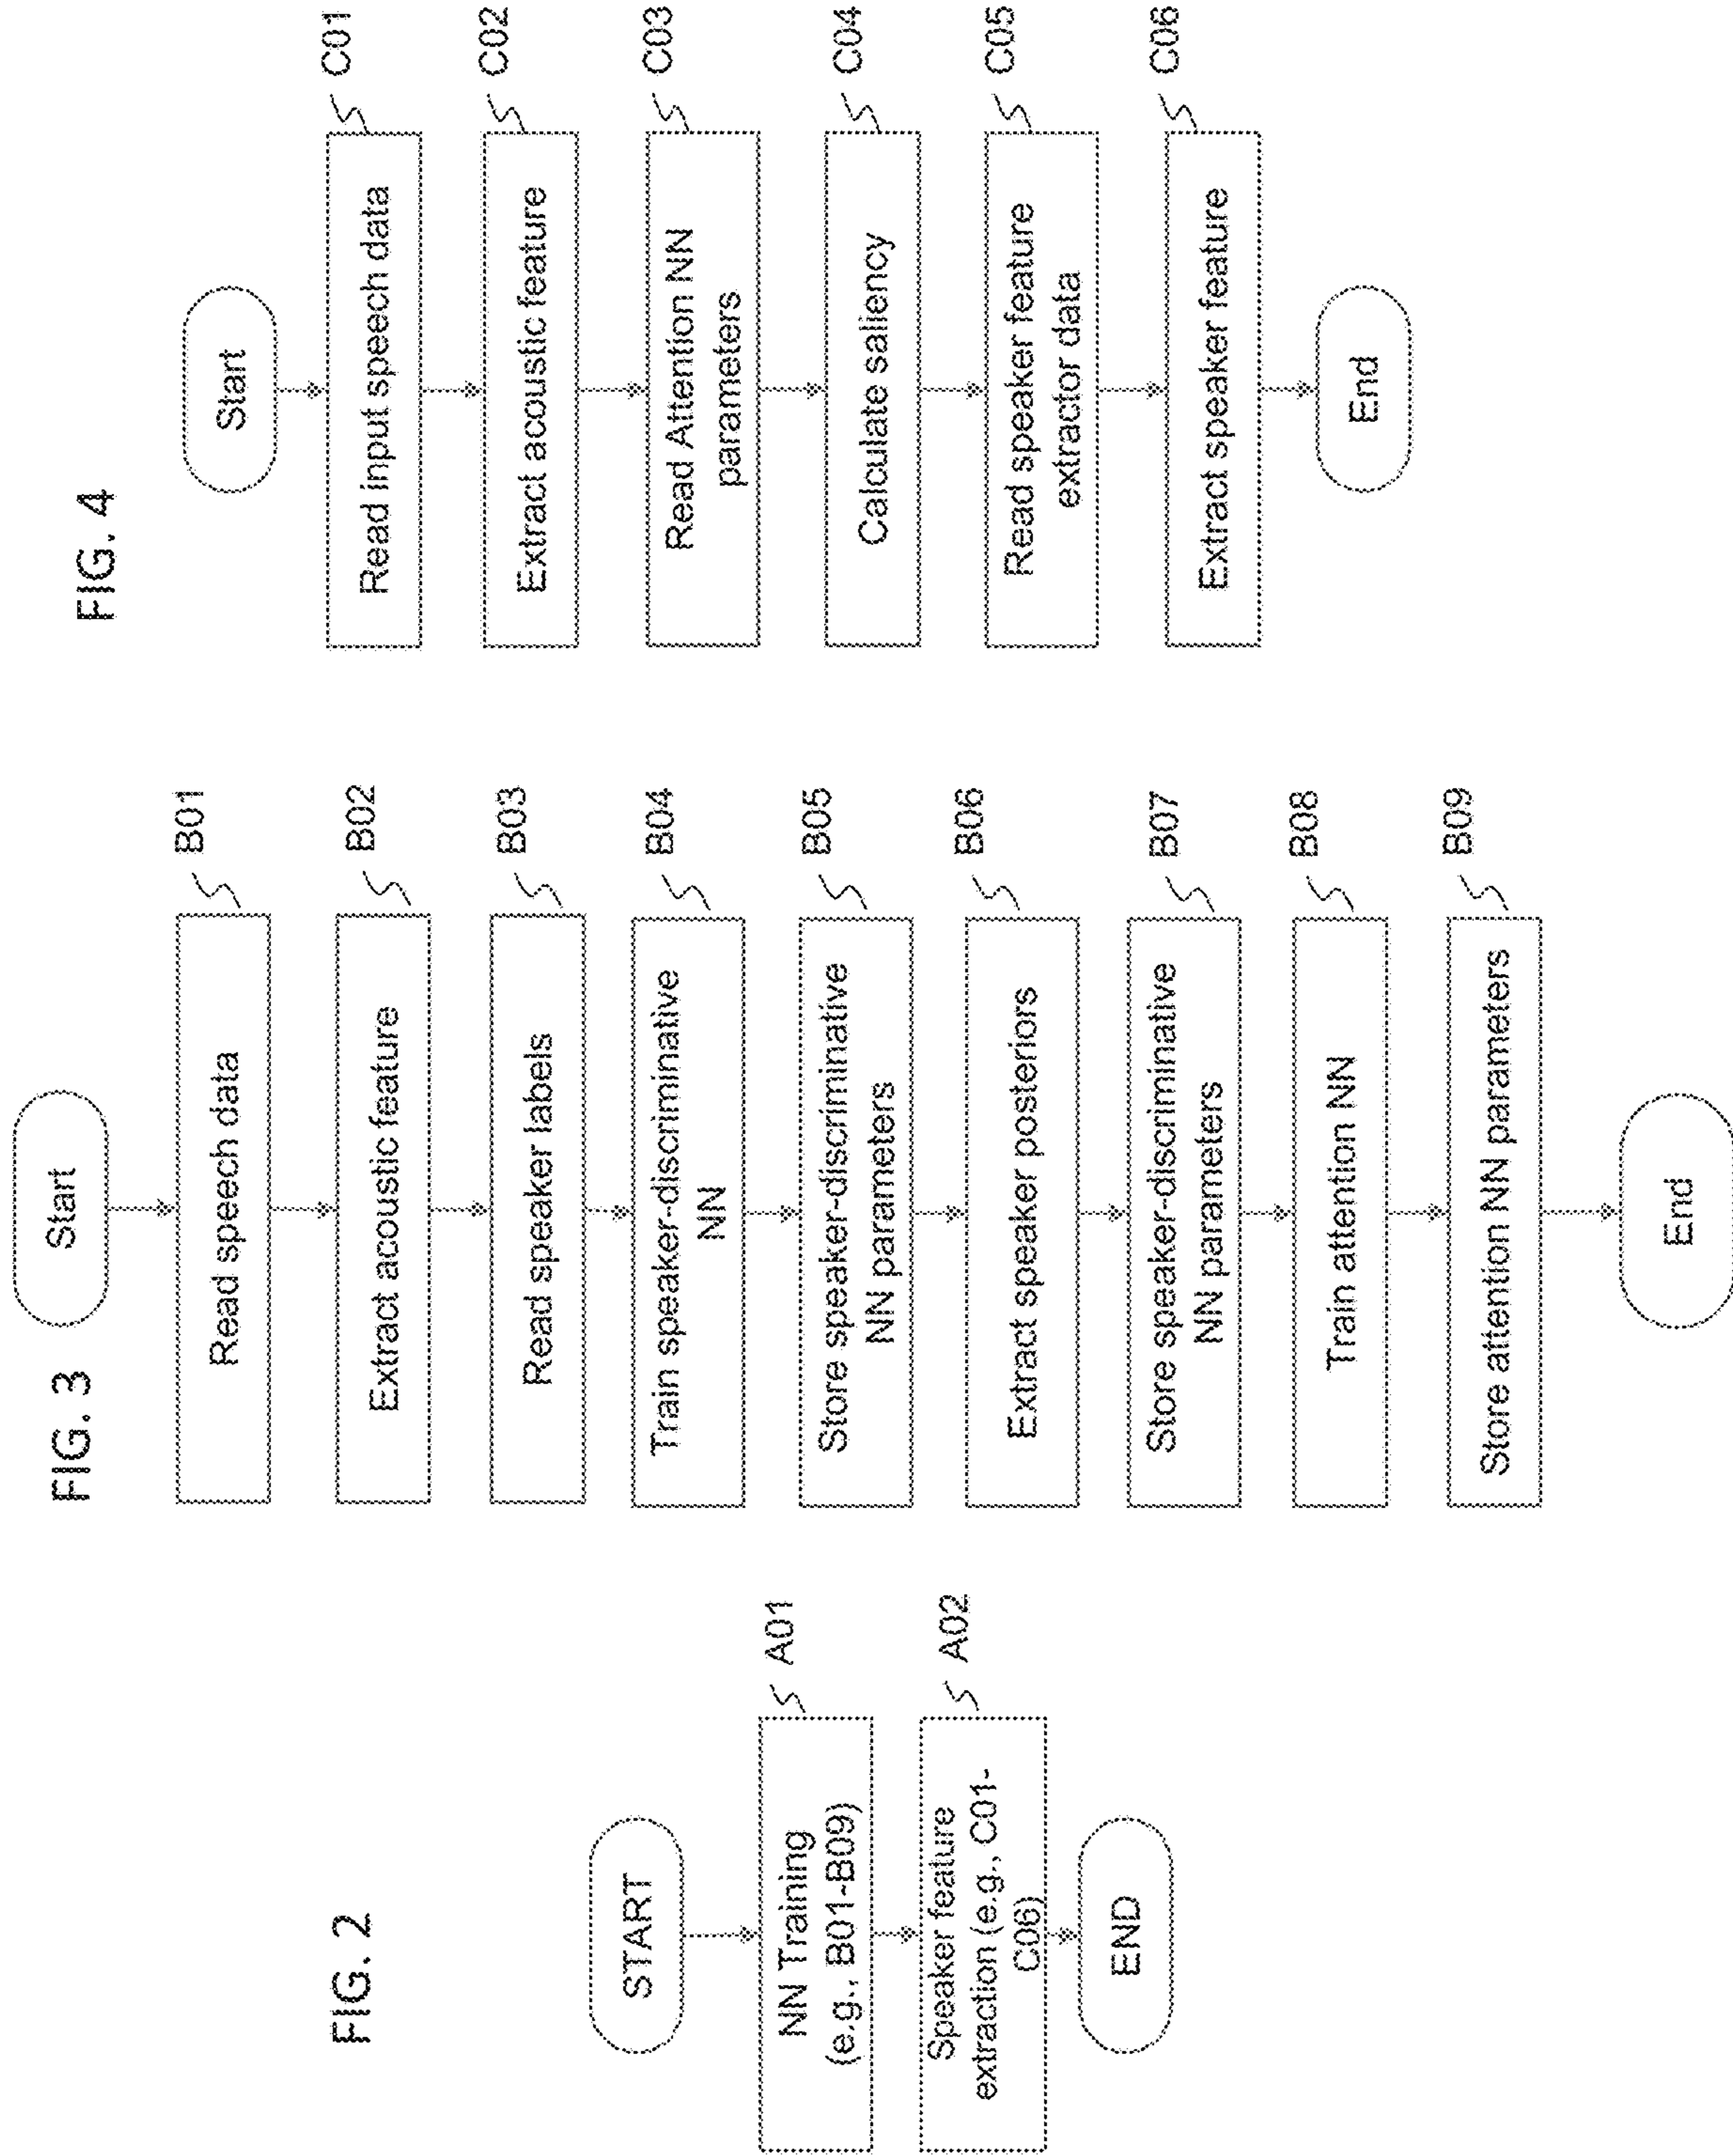 FIG. 2
START
NN Training
(e.g., B01-B09)
A01
Speaker feature
extraction (e.g., C01-
C06)
A02
END
FIG. 3
Start
Read speech data
B01
Extract acoustic feature
B02
Read speaker labels
B03
Train speaker-discriminative
NN
B04
Store speaker-discriminative
NN parameters
B05
Extract speaker posteriors
B06
Store speaker-discriminative
NN parameters
B07
Train attention NN
B08
Store attention NN parameters
B09
End
FIG. 4
Start
Read input speech data
C01
Extract acoustic feature
C02
Read Attention NN
parameters
C03
Calculate saliency
C04
Read speaker feature
extractor data
C05
Extract speaker feature
C06
End